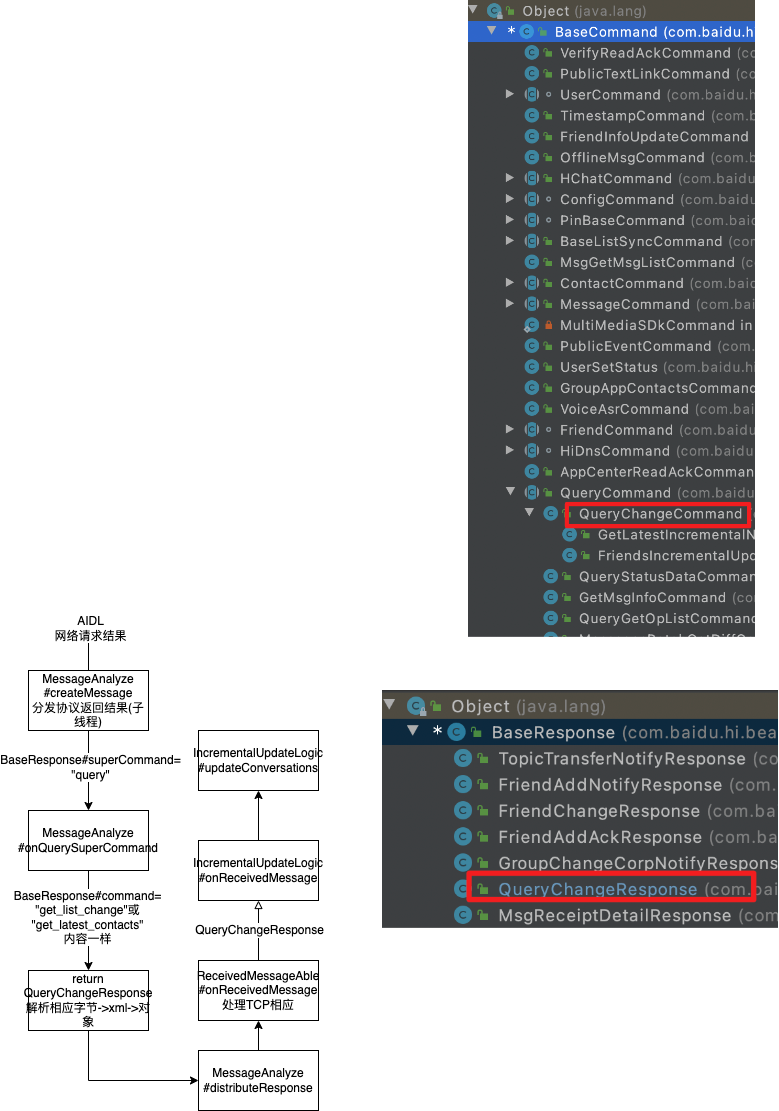 Object (java.lang)
* BaseCommand (com.baidu.h
VerifyReadAckCommand (co
PublicTextLinkCommand (co
UserCommand (com.baidu.h
TimestampCommand (com.b
FriendInfoUpdateCommand
OfflineMsgCommand (com.b
HChatCommand (com.baidu
ConfigCommand (com.baidu
PinBaseCommand (com.baid
BaseListSyncCommand (com
MsgGetMsgListCommand (c
ContactCommand (com.baid
MessageCommand (com.bai
MultiMediaSDkCommand in
PublicEventCommand (com.
UserSetStatus (com.baidu.hi
GroupAppContactsCommand
VoiceAsrCommand (com.bai
FriendCommand (com.baidu
HiDnsCommand (com.baidu
AppCenterReadAckComman
QueryCommand (com.baidu
QueryChangeCommand
GetLatestIncrementalN
FriendsIncrementalUpd
QueryStatusDataComman
GetMsgInfoCommand (co
QueryGetOpListCommand
AIDL
网络请求结果
MessageAnalyze
#createMessage
分发协议返回结果(子
线程)
BaseResponse#superCommand=
"query"
MessageAnalyze
#onQuerySuperCommand
BaseResponse#command=
"get_list_change"或
"get_latest_contacts"
内容一样
return
QueryChangeResponse
解析相应字节->xml->对
象
IncrementalUpdateLogic
#updateConversations
IncrementalUpdateLogic
#onReceivedMessage
QueryChangeResponse
ReceivedMessageAble
#onReceivedMessage
处理TCP相应
MessageAnalyze
#distributeResponse
Object (java.lang)
* BaseResponse (com.baidu.hi.bea
TopicTransferNotifyResponse (co
FriendAddNotifyResponse (com.
FriendChangeResponse (com.ba
FriendAddAckResponse (com.ba
GroupChangeCorpNotifyRespons
QueryChangeResponse (com.bai
MsgReceiptDetailResponse (com